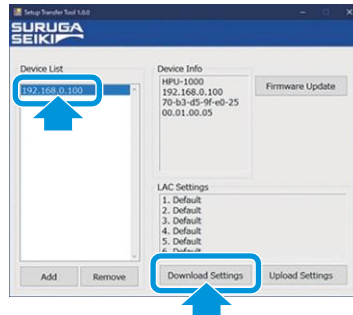 Setup Transfer Tool 1.0.0
SURUGA
SEIKI
Device List
192.168.0.100
Add
Remove
Device Info
HPU-1000
192.168.0.100
70-b3-d5-9f-e0-25
00.01.00.05
Firmware Update
LAC Settings
1. Default
2. Default
3. Default
4. Default
5. Default
6. Default
Download Settings
Upload Settings